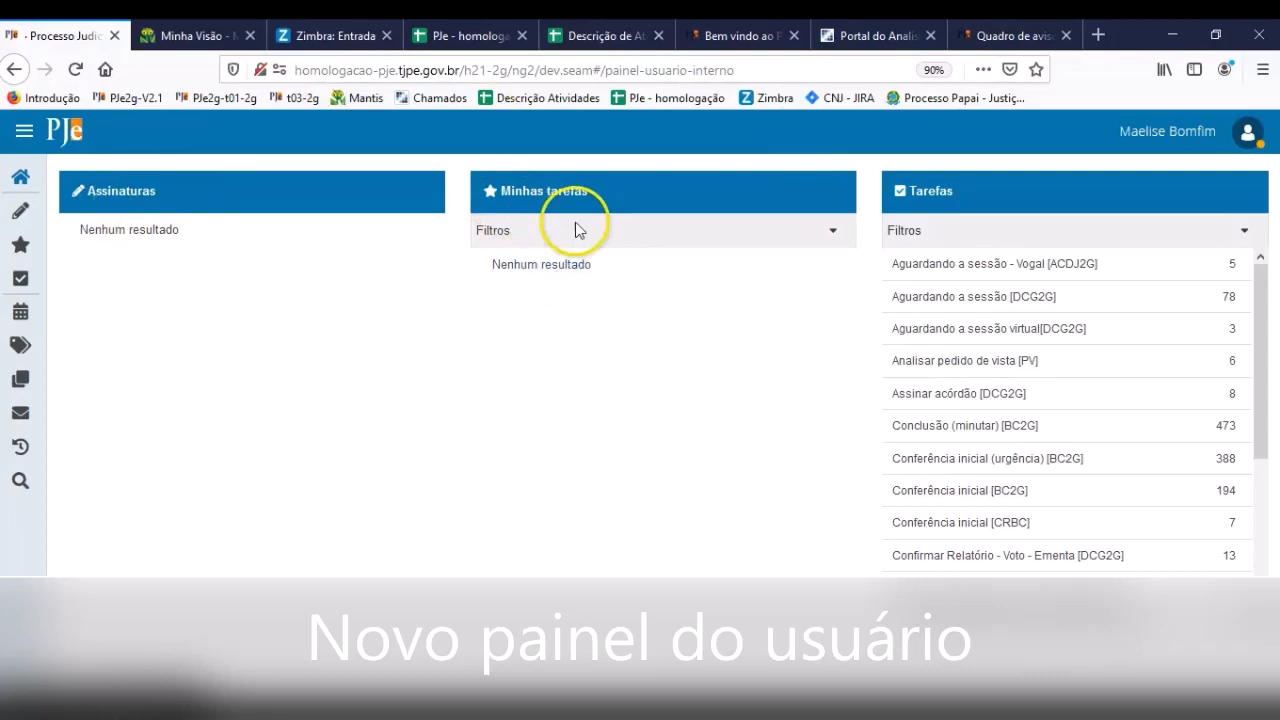 PJe - Processo Judic
Minha Visão - M
Zimbra: Entrada
PJe - homologa
Descrição de At
Bem vindo ao P
Portal do Analis
Quadro de avis
homologacao-pje.tjpe.gov.br/h21-2g/ng2/dev.seam#/painel-usuario-interno
90%
Introdução
PJe2g-V2.1
PJe2g-t01-2g
t03-2g
Mantis
Chamados
Descrição Atividades
PJe - homologação
Zimbra
CNJ - JIRA
Processo Papai - Justiç...
PJe
Maelise Bomfim
Assinaturas
Nenhum resultado
Minhas tarefas
Filtros
Nenhum resultado
Tarefas
Filtros
Aguardando a sessão - Vogal [ACDJ2G] 5
Aguardando a sessão [DCG2G] 78
Aguardando a sessão virtual[DCG2G] 3
Analisar pedido de vista [PV] 6
Assinar acórdão [DCG2G] 8
Conclusão (minutar) [BC2G] 473
Conferência inicial (urgência) [BC2G] 388
Conferência inicial [BC2G] 194
Conferência inicial [CRBC] 7
Confirmar Relatório - Voto - Ementa [DCG2G] 13
Novo painel do usuário